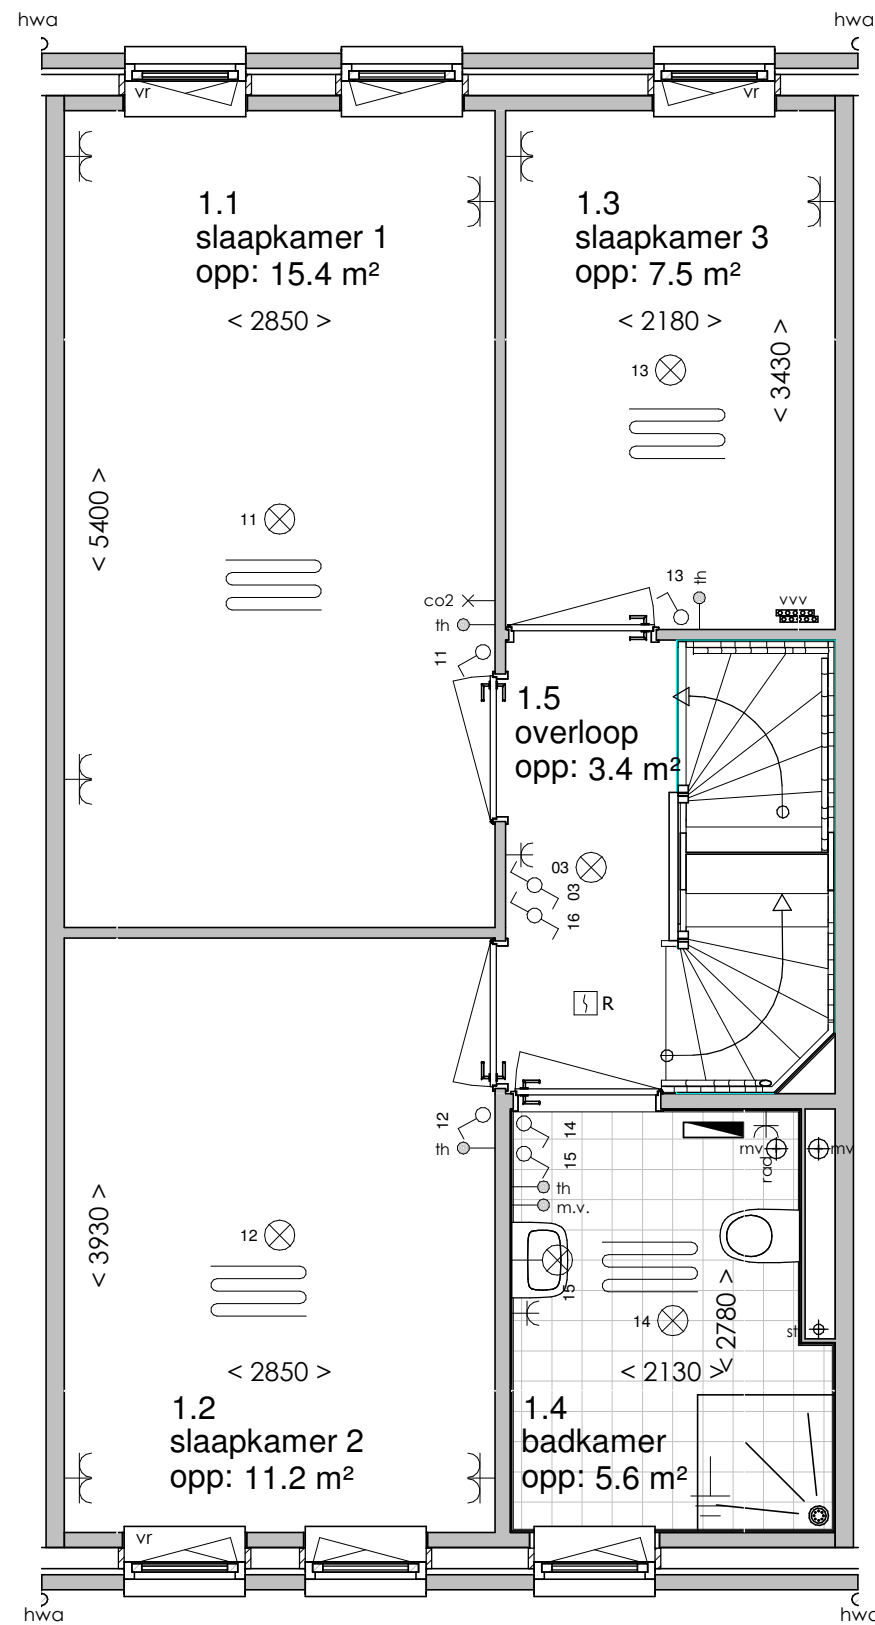 hwa
hwa
vr
vr
1.1
slaapkamer 1
opp: 15.4 m²
< 2850 >
1.3
slaapkamer 3
opp: 7.5 m²
< 2180 >
< 3430 >
13
< 5400 >
11
co2
th
11
13
th
vvv
1.5
overloop
opp: 3.4 m²
03
03
16
R
12
th
14
15
th
m.v.
mv
rad
mv
< 3930 >
12
15
14
< 2780 >
st
< 2850 >
< 2130 >
1.2
slaapkamer 2
opp: 11.2 m²
1.4
badkamer
opp: 5.6 m²
vr
hwa
hwa